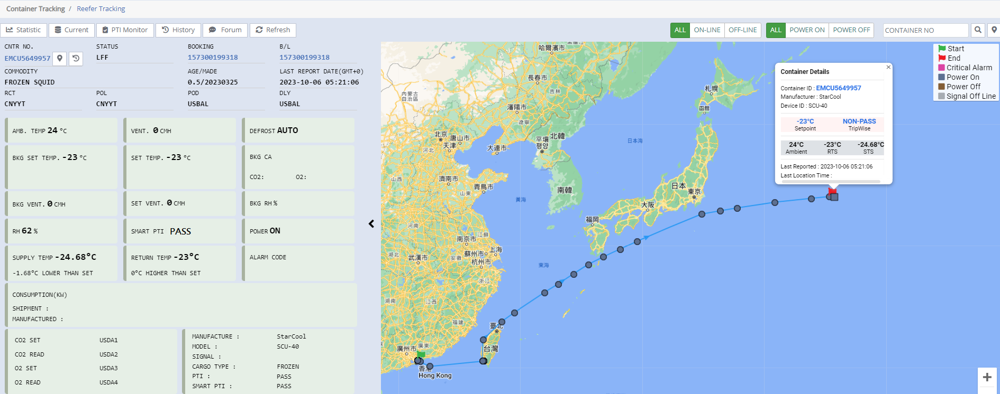 Container Tracking / Reefer Tracking
Statistic Current PTI Monitor History Forum Refresh
ALL ON-LINE OFF-LINE ALL POWER ON POWER OFF CONTAINER NO
CNTR NO. STATUS BOOKING B/L
EMCU5649957 LFF 157300199318 157300199318
COMMODITY AGE/MADE LAST REPORT DATE(GMT+0)
FROZEN SQUID 0.5/20230325 2023-10-06 05:21:06
RCT POL POD DLY
CNYYT CNYYT USBAL USBAL
AMB. TEMP 24 °C VENT. 0 CMH DEFROST AUTO
BKG SET TEMP. -23 °C SET TEMP. -23 °C BKG CA
CO2: O2:
BKG VENT. 0 CMH SET VENT. 0 CMH BKG RH %
RH 62 % SMART PTI PASS POWER ON
SUPPLY TEMP -24.68°C RETURN TEMP -23°C ALARM CODE
-1.68°C LOWER THAN SET 0°C HIGHER THAN SET
CONSUMPTION(KW)
SHIPMENT :
MANUFACTURED :
CO2 SET USDA1
CO2 READ USDA2
O2 SET USDA3
O2 READ USDA4
MANUFACTURE : StarCool
MODEL : SCU-40
SIGNAL :
CARGO TYPE : FROZEN
PTI : PASS
SMART PTI : PASS
Start
End
Critical Alarm
Power On
Power Off
Signal Off Line
Container Details
×
Container ID : EMCU5649957
Manufacturer : StarCool
Device ID : SCU-40
-23°C NON-PASS
Setpoint TripWise
24°C -23°C -24.68°C
Ambient RTS STS
Last Reported : 2023-10-06 05:21:06
Last Location Time :
哈爾濱市
長春市
吉林
內蒙古
自治區
瀋陽市
遼寧
札幌
函館
北京
唐山市
天津
河北
大連市
平壤
평양
北韓
日本海
山西
濟南市
山東
青島市
南韓
黃海
日本
東京
大阪
福岡
河南
江蘇
南京市
上海
蘇州市
安徽
杭州市
湖北
武漢市
東海
浙江
湖南
江西
福建
臺北
台灣
廣東
廣州市
香港
Hong Kong
+